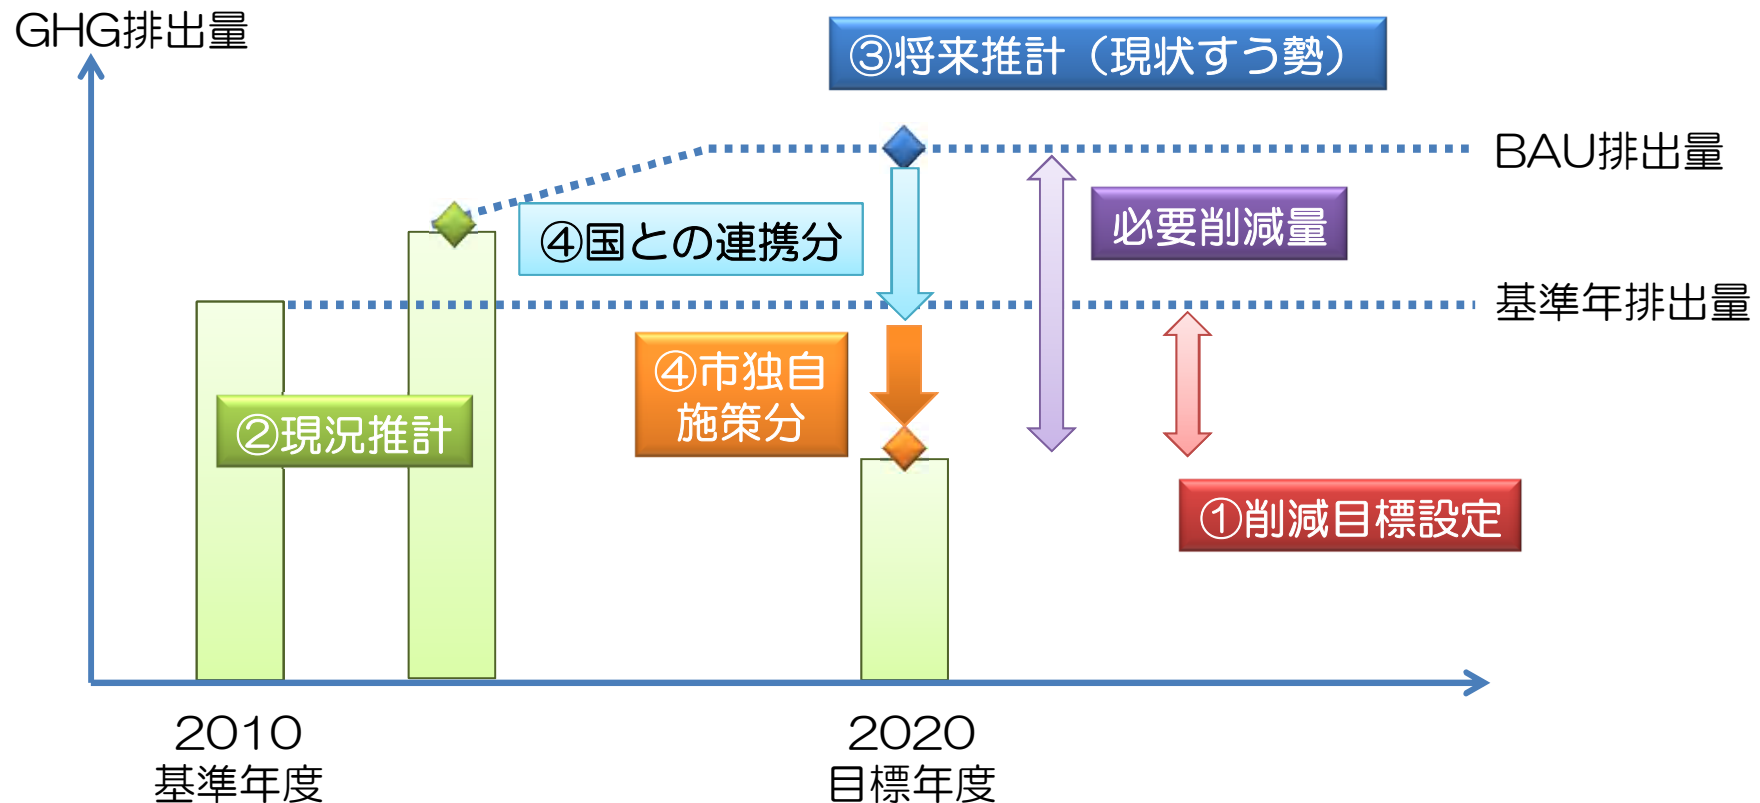 GHG排出量
③将来推計（現状すう勢）
BAU排出量
④国との連携分
必要削減量
基準年排出量
④市独自
施策分
②現況推計
①削減目標設定
2010
基準年度
2020
目標年度